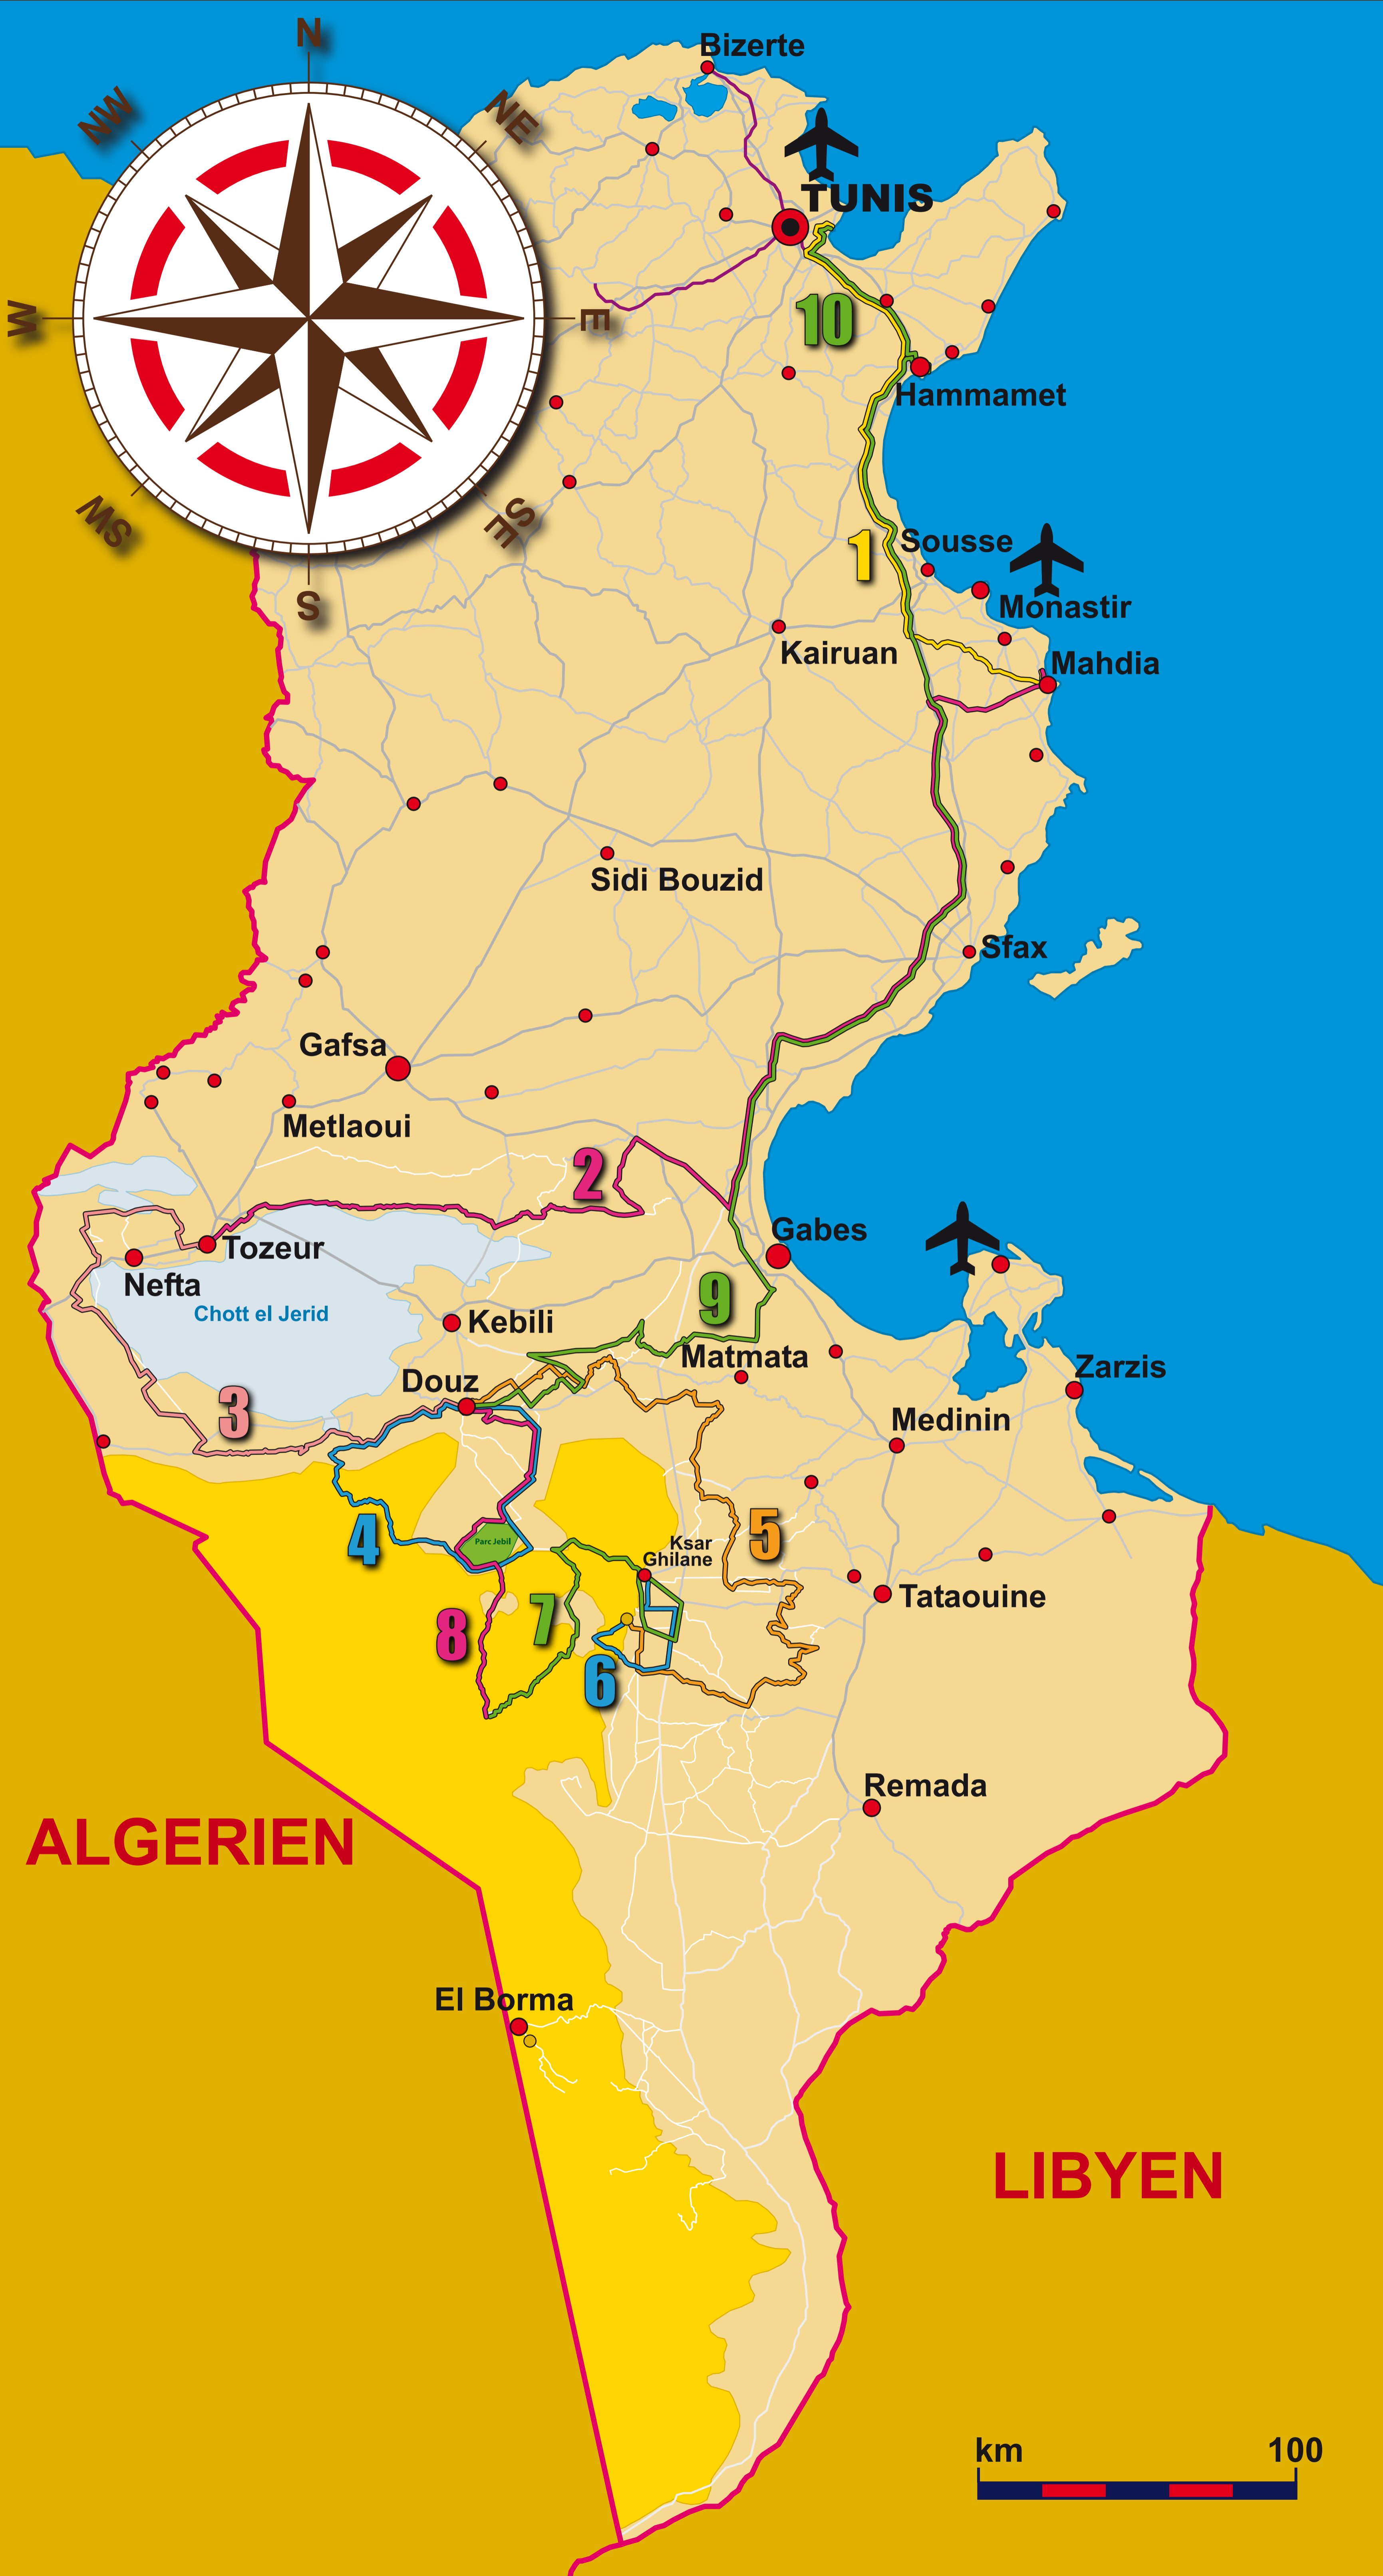 N
NW
NE
W
E
SW
SE
S
Bizerte
TUNIS
10
Hammamet
1
Sousse
Monastir
Kairuan
Mahdia
Sidi Bouzid
Sfax
Gafsa
Metlaoui
2
Tozeur
Gabes
Nefta
Chott el Jerid
9
Kebili
Matmata
Zarzis
Douz
3
Medinin
4
Parc Jebil
5
Ksar
Ghilane
Tataouine
8
7
6
Remada
ALGERIEN
El Borma
LIBYEN
km 100